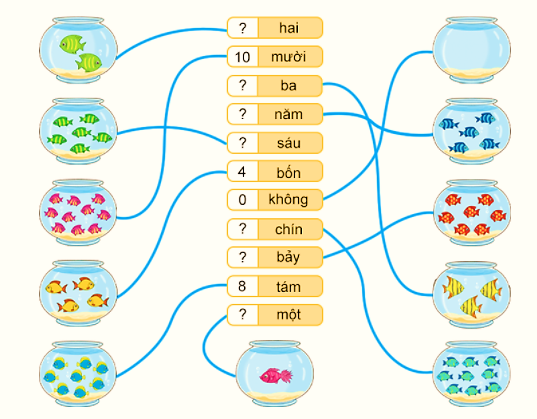 ? hai
10 mười
? ba
? năm
? sáu
4 bốn
0 không
? chín
? bảy
8 tám
? một